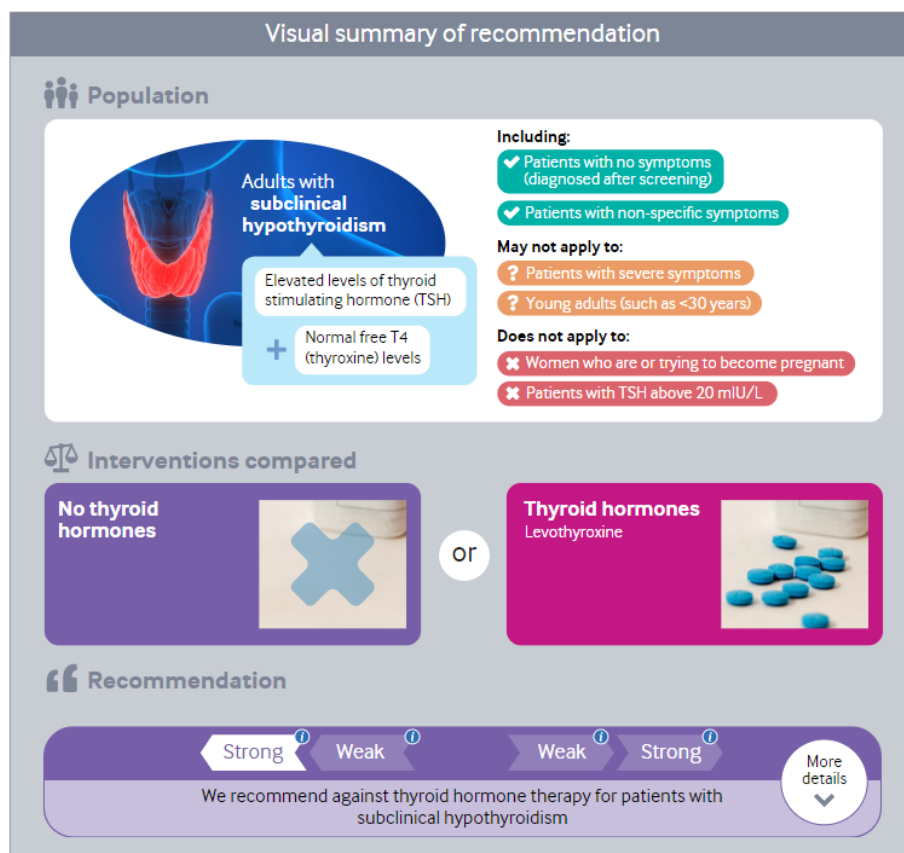 Visual summary of recommendation
Population
Adults with
subclinical
hypothyroidism
Elevated levels of thyroid
stimulating hormone (TSH)
+
Normal free T4
(thyroxine) levels
Including:
Patients with no symptoms
(diagnosed after screening)
Patients with non-specific symptoms
May not apply to:
? Patients with severe symptoms
? Young adults (such as <30 years)
Does not apply to:
Women who are or trying to become pregnant
Patients with TSH above 20 mIU/L
Interventions compared
No thyroid
hormones
or
Thyroid hormones
Levothyroxine
Recommendation
Strong i
Weak i
Weak i
Strong i
We recommend against thyroid hormone therapy for patients with
subclinical hypothyroidism
More
details